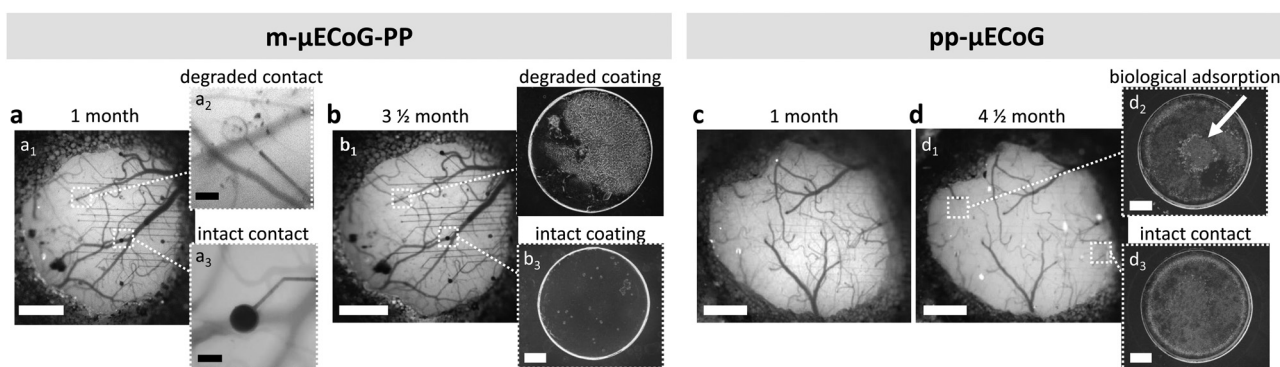 m-µECoG-PP
pp-µECoG
degraded contact
degraded coating
biological adsorption
a
1 month
a2
b
3 ½ month
c
1 month
d
4 ½ month
d2
a1
b1
d1
intact contact
intact coating
intact contact
a3
b3
d3